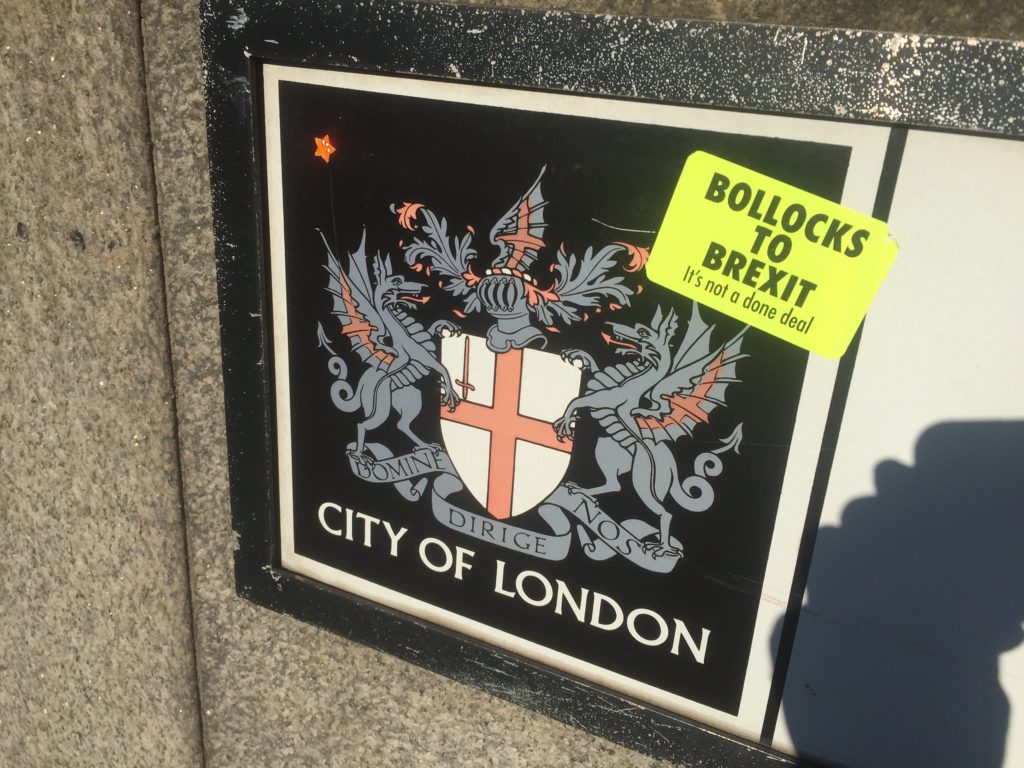 BOLLOCKS
TO
BREXIT
It's not a done deal
DOMINE DIRIGE NOS
CITY OF LONDON